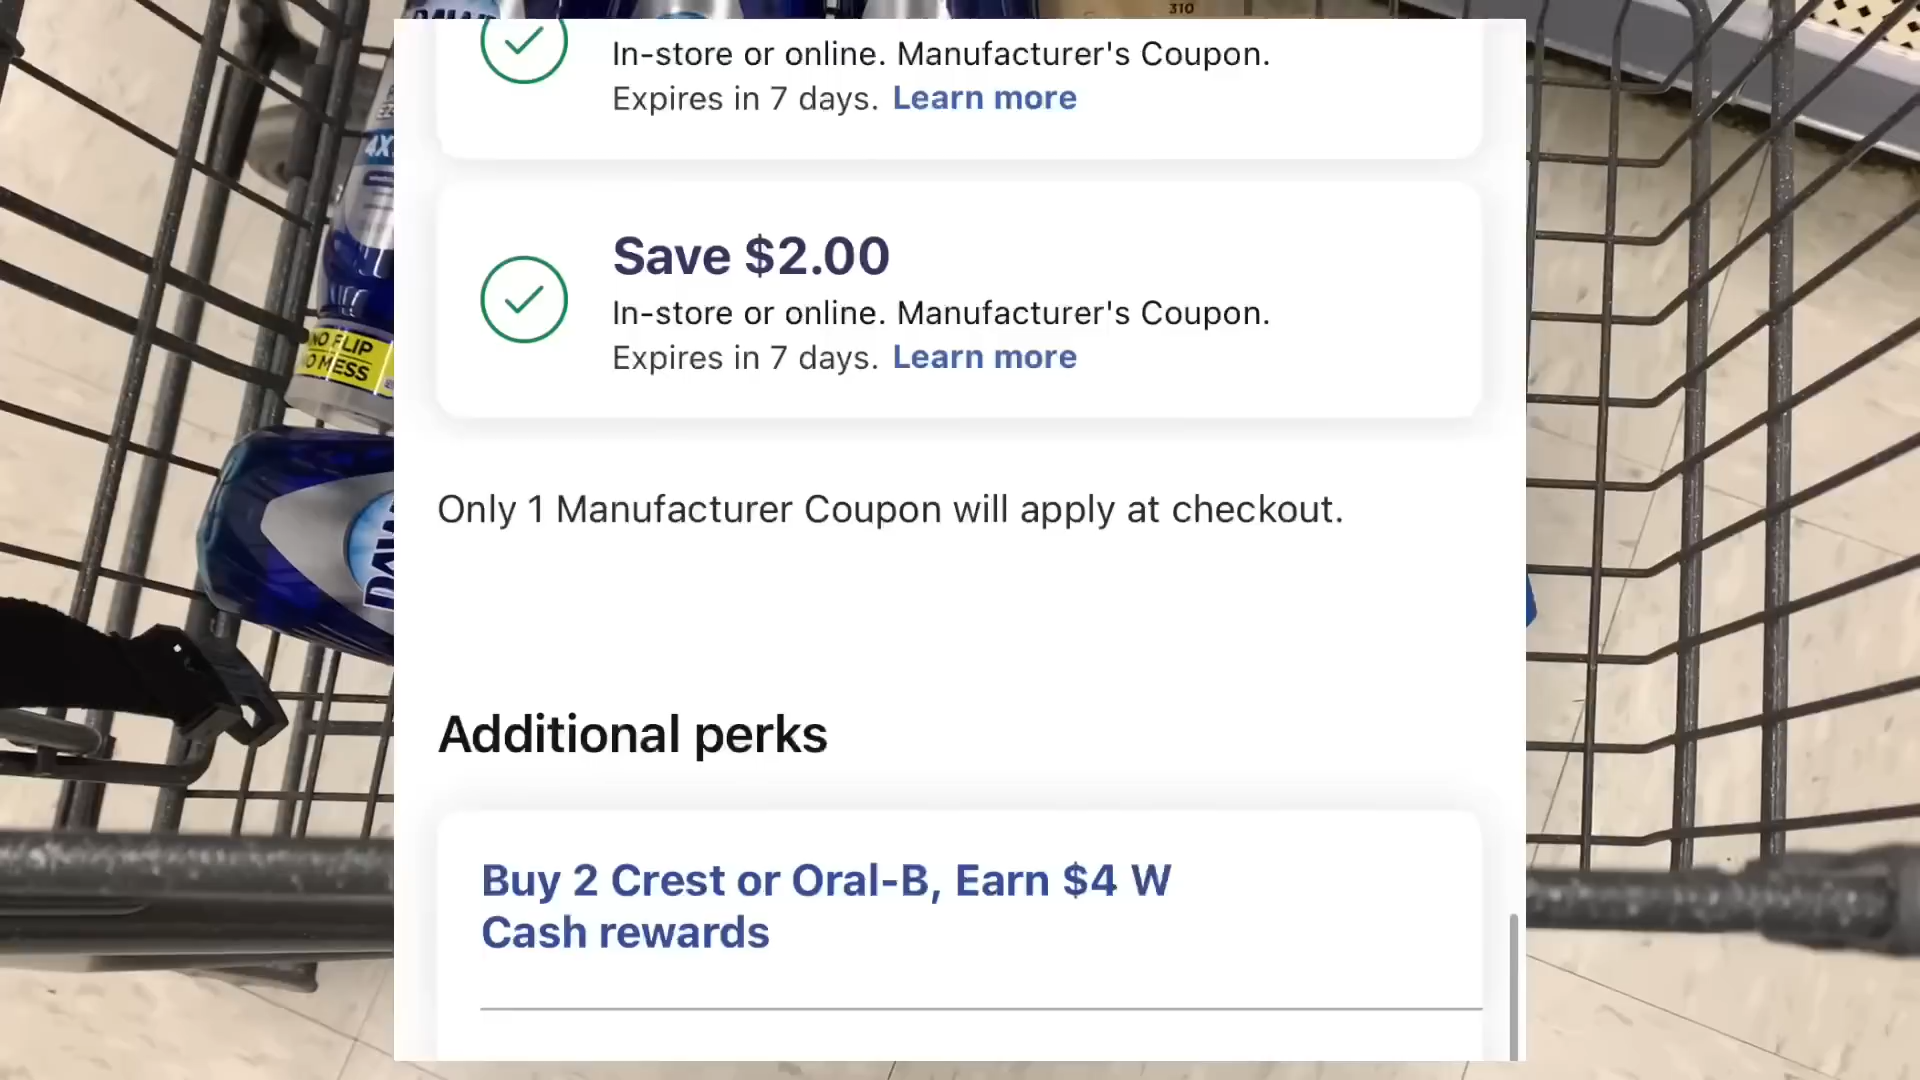 310
In-store or online. Manufacturer's Coupon.
Expires in 7 days. Learn more
4X
Save $2.00
In-store or online. Manufacturer's Coupon.
Expires in 7 days. Learn more
NO FLIP
NO MESS
Only 1 Manufacturer Coupon will apply at checkout.
Additional perks
Buy 2 Crest or Oral-B, Earn $4 W
Cash rewards